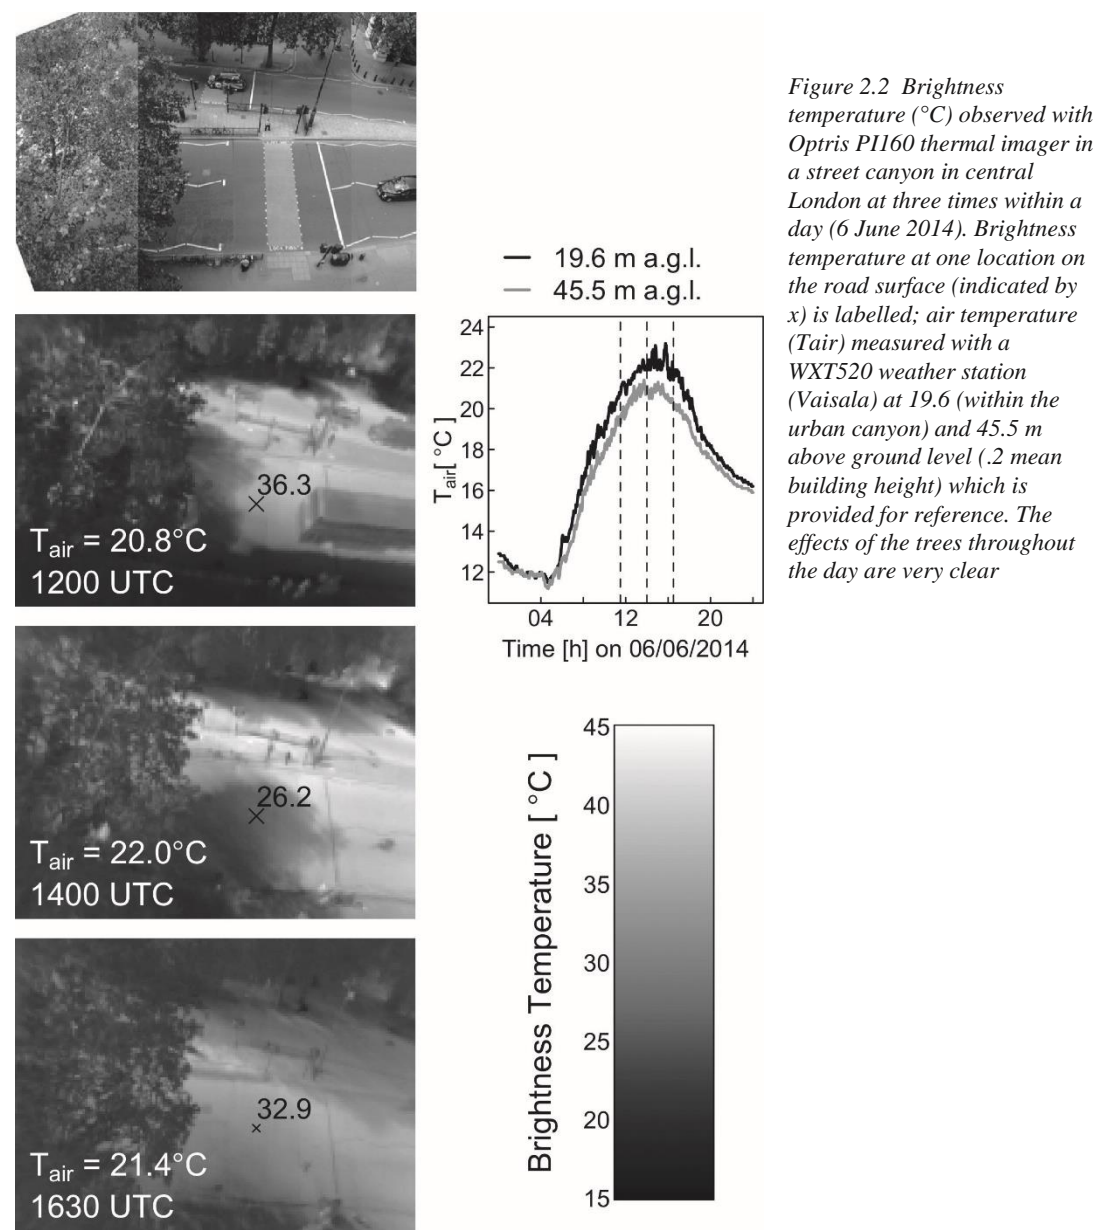 Figure 2.2 Brightness
temperature (°C) observed with
Optris PI160 thermal imager in
a street canyon in central
London at three times within a
day (6 June 2014). Brightness
temperature at one location on
the road surface (indicated by
x) is labelled; air temperature
(Tair) measured with a
WXT520 weather station
(Vaisala) at 19.6 (within the
urban canyon) and 45.5 m
above ground level (.2 mean
building height) which is
provided for reference. The
effects of the trees throughout
the day are very clear
19.6 m a.g.l.
45.5 m a.g.l.
24
22
20
18
16
14
12
Tair[ °C ]
04 12 20
Time [h] on 06/06/2014
36.3
Tair = 20.8°C
1200 UTC
26.2
Tair = 22.0°C
1400 UTC
32.9
Tair = 21.4°C
1630 UTC
Brightness Temperature [ °C ]
45
40
35
30
25
20
15